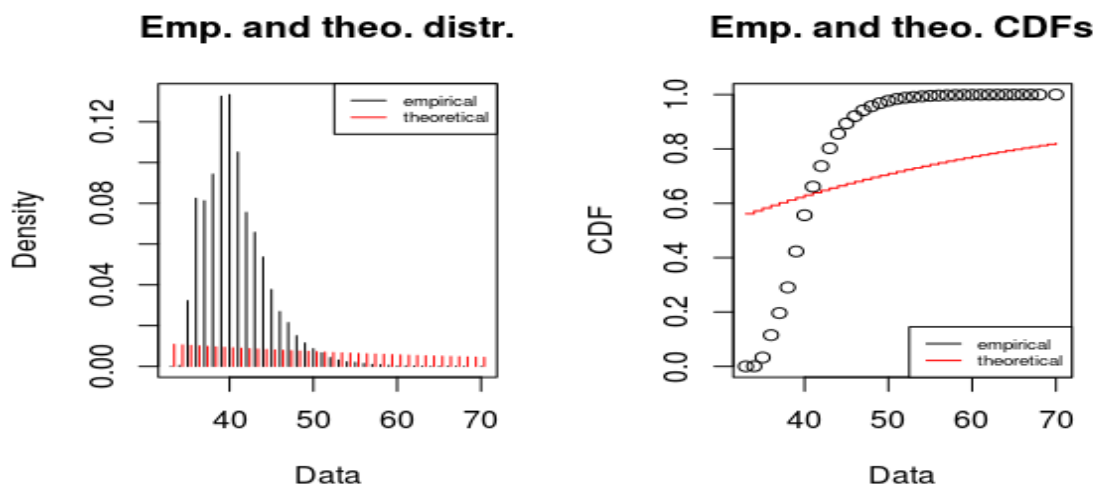 Emp. and theo. distr.
Density
0.00
0.04
0.08
0.12
empirical
theoretical
40
50
60
70
Data
Emp. and theo. CDFs
CDF
0.0
0.2
0.4
0.6
0.8
1.0
empirical
theoretical
40
50
60
70
Data